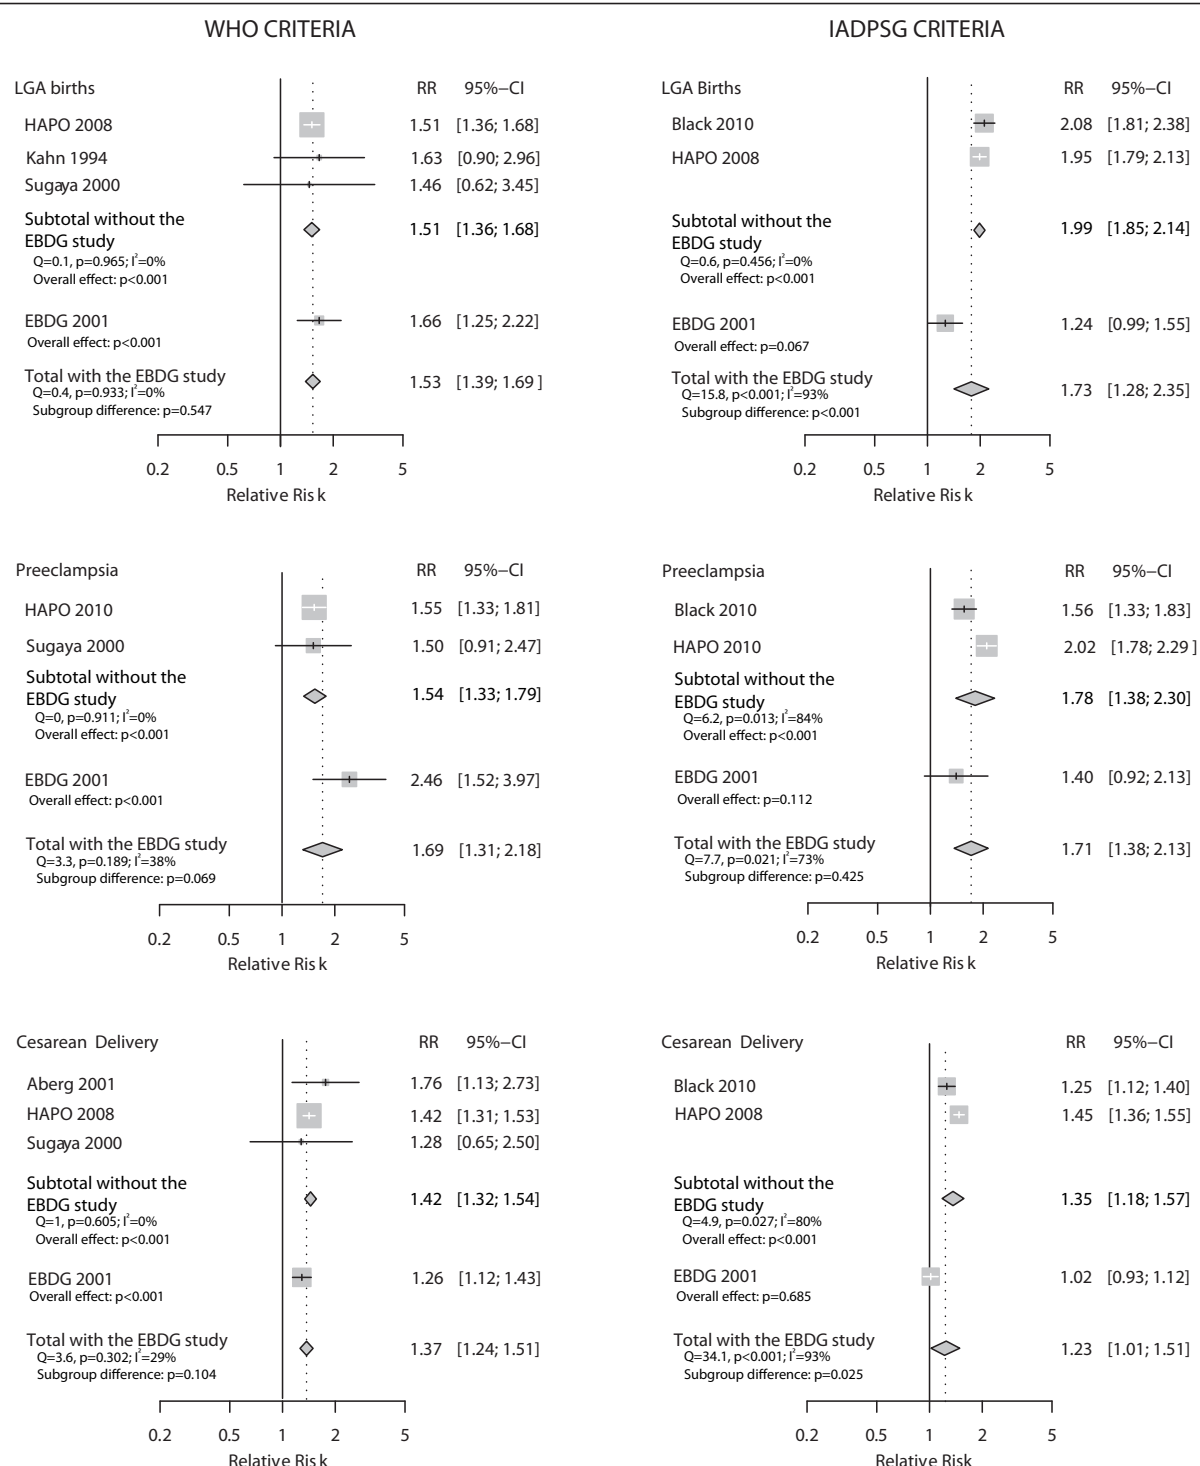 WHO CRITERIA
LGA births RR 95%−CI
HAPO 2008 1.51 [1.36; 1.68]
Kahn 1994 1.63 [0.90; 2.96]
Sugaya 2000 1.46 [0.62; 3.45]
Subtotal without the
EBDG study 1.51 [1.36; 1.68]
Q=0.1, p=0.965; I²=0%
Overall effect: p<0.001
EBDG 2001 1.66 [1.25; 2.22]
Overall effect: p<0.001
Total with the EBDG study 1.53 [1.39; 1.69 ]
Q=0.4, p=0.933; I²=0%
Subgroup difference: p=0.547
0.2 0.5 1 2 5
Relative Risk
Preeclampsia RR 95%−CI
HAPO 2010 1.55 [1.33; 1.81]
Sugaya 2000 1.50 [0.91; 2.47]
Subtotal without the
EBDG study 1.54 [1.33; 1.79]
Q=0, p=0.911; I²=0%
Overall effect: p<0.001
EBDG 2001 2.46 [1.52; 3.97]
Overall effect: p<0.001
Total with the EBDG study 1.69 [1.31; 2.18]
Q=3.3, p=0.189; I²=38%
Subgroup difference: p=0.069
0.2 0.5 1 2 5
Relative Risk
Cesarean Delivery RR 95%−CI
Aberg 2001 1.76 [1.13; 2.73]
HAPO 2008 1.42 [1.31; 1.53]
Sugaya 2000 1.28 [0.65; 2.50]
Subtotal without the
EBDG study 1.42 [1.32; 1.54]
Q=1, p=0.605; I²=0%
Overall effect: p<0.001
EBDG 2001 1.26 [1.12; 1.43]
Overall effect: p<0.001
Total with the EBDG study 1.37 [1.24; 1.51]
Q=3.6, p=0.302; I²=29%
Subgroup difference: p=0.104
0.2 0.5 1 2 5
Relative Risk
IADPSG CRITERIA
LGA Births RR 95%−CI
Black 2010 2.08 [1.81; 2.38]
HAPO 2008 1.95 [1.79; 2.13]
Subtotal without the
EBDG study 1.99 [1.85; 2.14]
Q=0.6, p=0.456; I²=0%
Overall effect: p<0.001
EBDG 2001 1.24 [0.99; 1.55]
Overall effect: p=0.067
Total with the EBDG study 1.73 [1.28; 2.35]
Q=15.8, p<0.001; I²=93%
Subgroup difference: p<0.001
0.2 0.5 1 2 5
Relative Risk
Preeclampsia RR 95%−CI
Black 2010 1.56 [1.33; 1.83]
HAPO 2010 2.02 [1.78; 2.29 ]
Subtotal without the
EBDG study 1.78 [1.38; 2.30]
Q=6.2, p=0.013; I²=84%
Overall effect: p<0.001
EBDG 2001 1.40 [0.92; 2.13]
Overall effect: p=0.112
Total with the EBDG study 1.71 [1.38; 2.13]
Q=7.7, p=0.021; I²=73%
Subgroup difference: p=0.425
0.2 0.5 1 2 5
Relative Risk
Cesarean Delivery RR 95%−CI
Black 2010 1.25 [1.12; 1.40]
HAPO 2008 1.45 [1.36; 1.55]
Subtotal without the
EBDG study 1.35 [1.18; 1.57]
Q=4.9, p=0.027; I²=80%
Overall effect: p<0.001
EBDG 2001 1.02 [0.93; 1.12]
Overall effect: p=0.685
Total with the EBDG study 1.23 [1.01; 1.51]
Q=34.1, p<0.001; I²=93%
Subgroup difference: p=0.025
0.2 0.5 1 2 5
Relative Risk